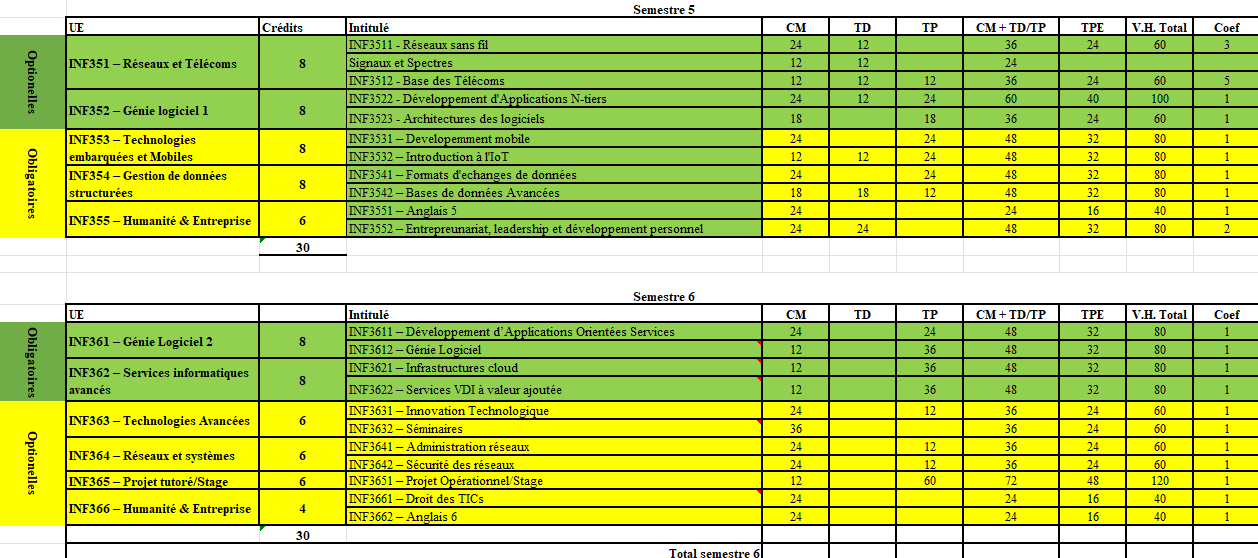 Semestre 5
UE Crédits Intitulé CM TD TP CM + TD/TP TPE V.H. Total Coef
Optionelles
INF351 – Réseaux et Télécoms 8
INF3511 - Réseaux sans fil 24 12 36 24 60 3
Signaux et Spectres 12 12 24
INF3512 - Base des Télécoms 12 12 12 36 24 60 5
INF352 – Génie logiciel 1 8
INF3522 - Développement d'Applications N-tiers 24 12 24 60 40 100 1
INF3523 - Architectures des logiciels 18 18 36 24 60 1
Obligatoires
INF353 – Technologies
embarquées et Mobiles 8
INF3531 – Developemment mobile 24 24 48 32 80 1
INF3532 – Introduction à l'IoT 12 12 24 48 32 80 1
INF354 – Gestion de données
structurées 8
INF3541 – Formats d'echanges de données 24 24 48 32 80 1
INF3542 – Bases de données Avancées 18 18 12 48 32 80 1
INF355 – Humanité & Entreprise 6
INF3551 – Anglais 5 24 24 16 40 1
INF3552 – Entrepreunariat, leadership et développement personnel 24 24 48 32 80 2
30
Semestre 6
UE Intitulé CM TD TP CM + TD/TP TPE V.H. Total Coef
Obligatoires
INF361 – Génie Logiciel 2 8
INF3611 – Développement d’Applications Orientées Services 24 24 48 32 80 1
INF3612 – Génie Logiciel 12 36 48 32 80 1
INF362 – Services informatiques
avancés 8
INF3621 – Infrastructures cloud 12 36 48 32 80 1
INF3622 – Services VDI à valeur ajoutée 12 36 48 32 80 1
Optionelles
INF363 – Technologies Avancées 6
INF3631 – Innovation Technologique 24 12 36 24 60 1
INF3632 – Séminaires 36 36 24 60 1
INF364 – Réseaux et systèmes 6
INF3641 – Administration réseaux 24 12 36 24 60 1
INF3642 – Sécurité des réseaux 24 12 36 24 60 1
INF365 – Projet tutoré/Stage 6 INF3651 – Projet Opérationnel/Stage 12 60 72 48 120 1
INF366 – Humanité & Entreprise 4
INF3661 – Droit des TICs 24 24 16 40 1
INF3662 – Anglais 6 24 24 16 40 1
30
Total semestre 6